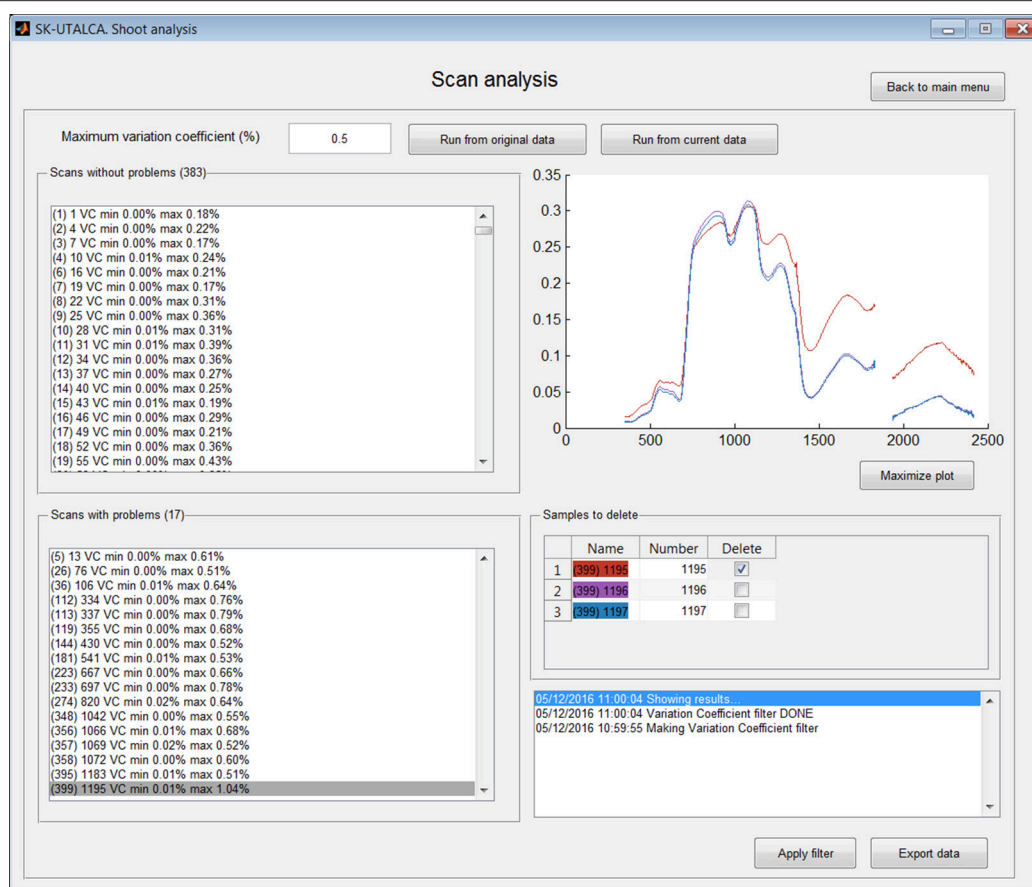 SK-UTALCA. Shoot analysis
Scan analysis
Back to main menu
Maximum variation coefficient (%)
0.5
Run from original data
Run from current data
Scans without problems (383)
(1) 1 VC min 0.00% max 0.18%
(2) 4 VC min 0.00% max 0.22%
(3) 7 VC min 0.00% max 0.17%
(4) 10 VC min 0.01% max 0.24%
(6) 16 VC min 0.00% max 0.21%
(7) 19 VC min 0.00% max 0.17%
(8) 22 VC min 0.00% max 0.31%
(9) 25 VC min 0.00% max 0.36%
(10) 28 VC min 0.01% max 0.31%
(11) 31 VC min 0.01% max 0.39%
(12) 34 VC min 0.00% max 0.36%
(13) 37 VC min 0.00% max 0.27%
(14) 40 VC min 0.00% max 0.25%
(15) 43 VC min 0.01% max 0.19%
(16) 46 VC min 0.00% max 0.29%
(17) 49 VC min 0.00% max 0.21%
(18) 52 VC min 0.00% max 0.36%
(19) 55 VC min 0.00% max 0.43%
0.35
0.3
0.25
0.2
0.15
0.1
0.05
0
0 500 1000 1500 2000 2500
Maximize plot
Scans with problems (17)
(5) 13 VC min 0.00% max 0.61%
(26) 76 VC min 0.00% max 0.51%
(36) 106 VC min 0.01% max 0.64%
(112) 334 VC min 0.00% max 0.76%
(113) 337 VC min 0.00% max 0.79%
(119) 355 VC min 0.00% max 0.68%
(144) 430 VC min 0.00% max 0.52%
(181) 541 VC min 0.01% max 0.53%
(223) 667 VC min 0.00% max 0.66%
(233) 697 VC min 0.00% max 0.78%
(274) 820 VC min 0.02% max 0.64%
(348) 1042 VC min 0.00% max 0.55%
(356) 1066 VC min 0.01% max 0.68%
(357) 1069 VC min 0.02% max 0.52%
(358) 1072 VC min 0.00% max 0.60%
(395) 1183 VC min 0.01% max 0.51%
(399) 1195 VC min 0.01% max 1.04%
Samples to delete
Name Number Delete
1 (399) 1195 1195
2 (399) 1196 1196
3 (399) 1197 1197
05/12/2016 11:00:04 Showing results...
05/12/2016 11:00:04 Variation Coefficient filter DONE
05/12/2016 10:59:55 Making Variation Coefficient filter
Apply filter
Export data